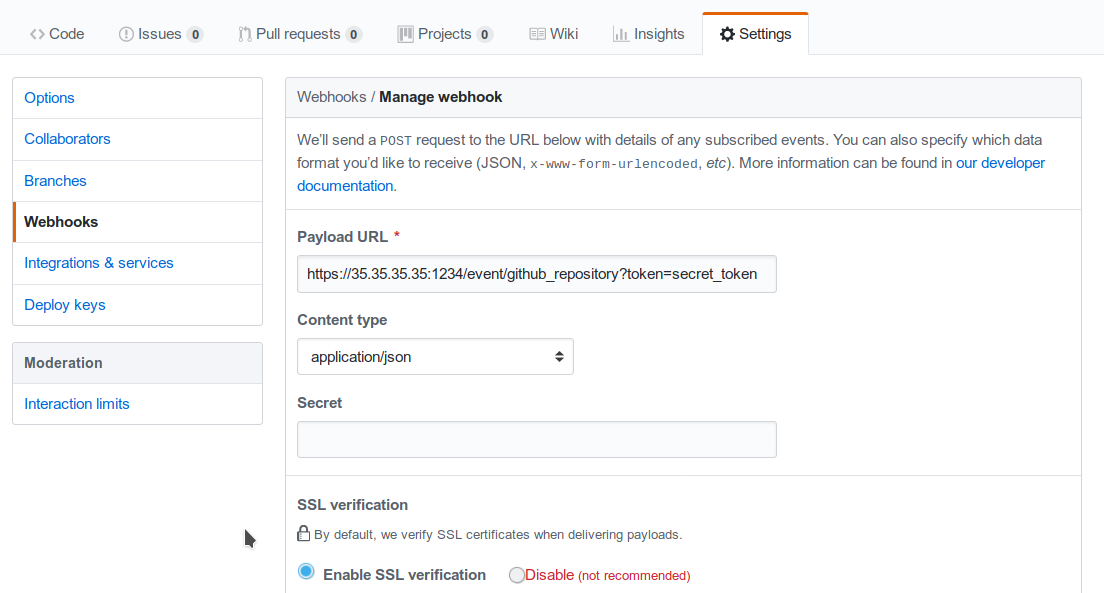 Code Issues 0 Pull requests 0 Projects 0 Wiki Insights Settings
Options
Collaborators
Branches
Webhooks
Integrations & services
Deploy keys
Moderation
Interaction limits
Webhooks / Manage webhook
We’ll send a POST request to the URL below with details of any subscribed events. You can also specify which data
format you’d like to receive (JSON, x-www-form-urlencoded, etc). More information can be found in our developer
documentation.
Payload URL *
https://35.35.35.35:1234/event/github_repository?token=secret_token
Content type
application/json
Secret
SSL verification
By default, we verify SSL certificates when delivering payloads.
Enable SSL verification Disable (not recommended)